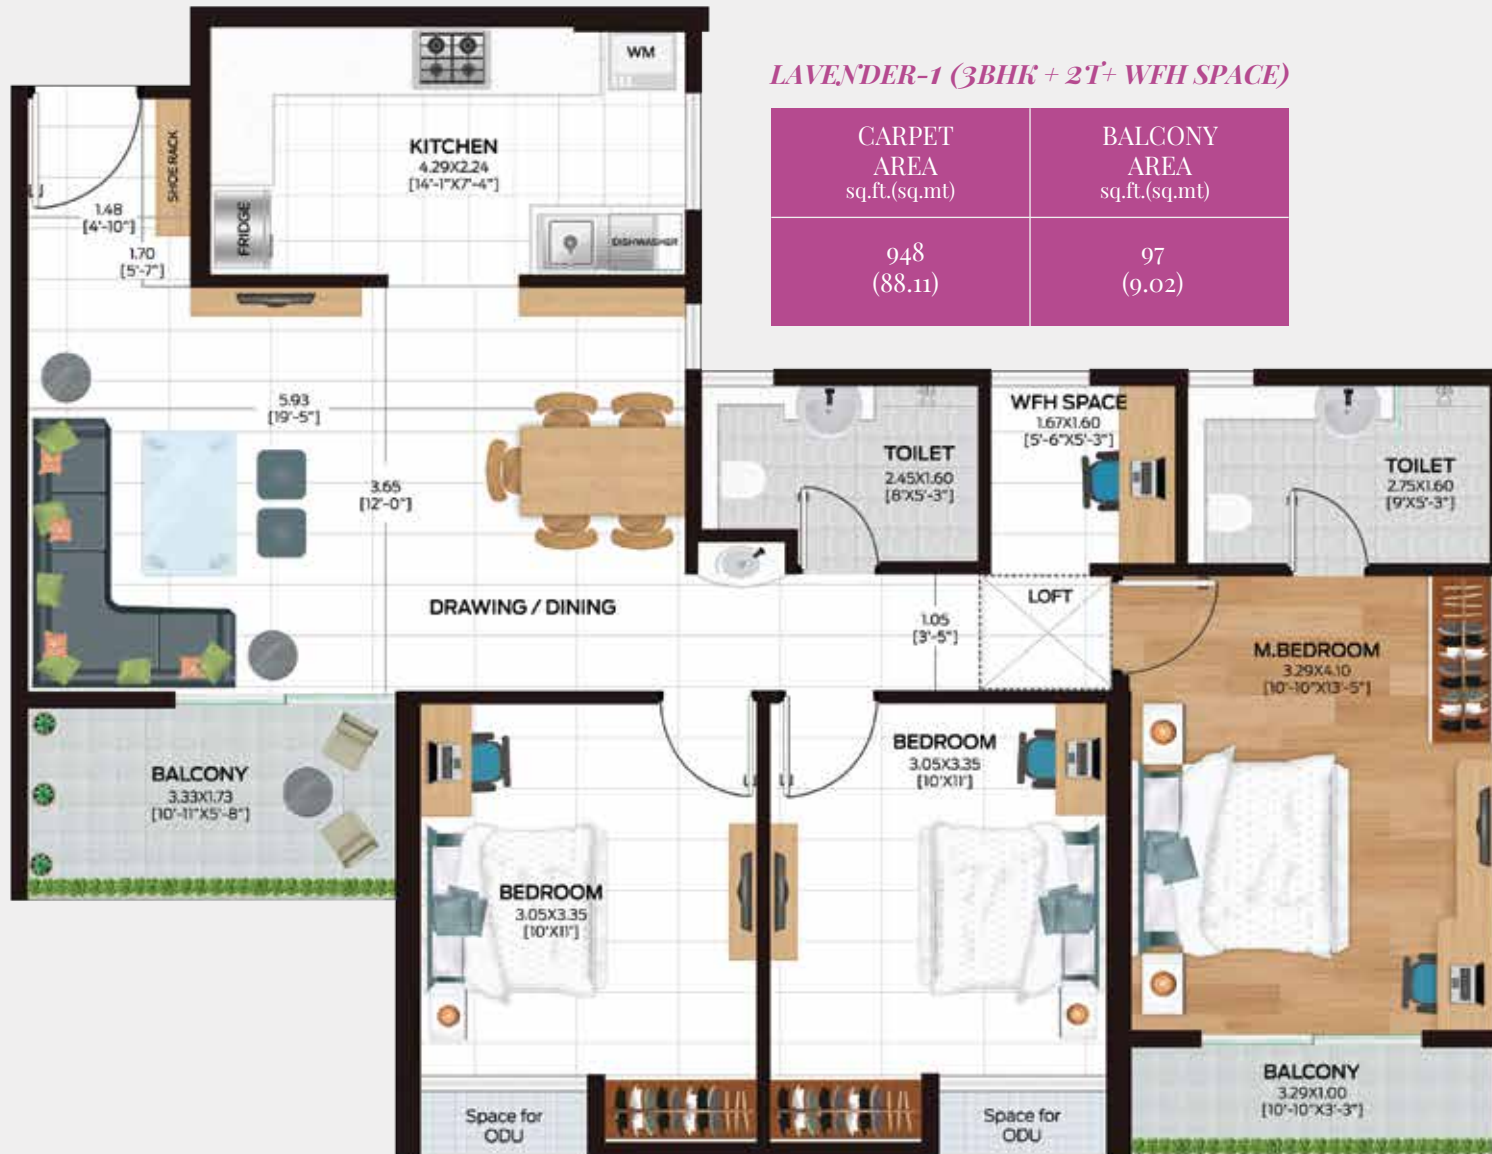 LAVENDER-1 (3BHK + 2T+ WFH SPACE)
CARPET
AREA
sq.ft.(sq.mt)
BALCONY
AREA
sq.ft.(sq.mt)
948
(88.11)
97
(9.02)
WM
KITCHEN
4.29X2.24
[14'-1"X7'-4"]
SHOE RACK
FRIDGE
DISHWASHER
1.48
[4'-10"]
1.70
[5'-7"]
5.93
[19'-5"]
3.65
[12'-0"]
DRAWING / DINING
TOILET
2.45X1.60
[8'X5'-3"]
WFH SPACE
1.67X1.60
[5'-6"X5'-3"]
TOILET
2.75X1.60
[9'X5'-3"]
1.05
[3'-5"]
LOFT
M.BEDROOM
3.29X4.10
[10'-10"X13'-5"]
BALCONY
3.33X1.73
[10'-11"X5'-8"]
BEDROOM
3.05X3.35
[10'X11']
BEDROOM
3.05X3.35
[10'X11']
Space for
ODU
Space for
ODU
BALCONY
3.29X1.00
[10'-10"X3'-3"]